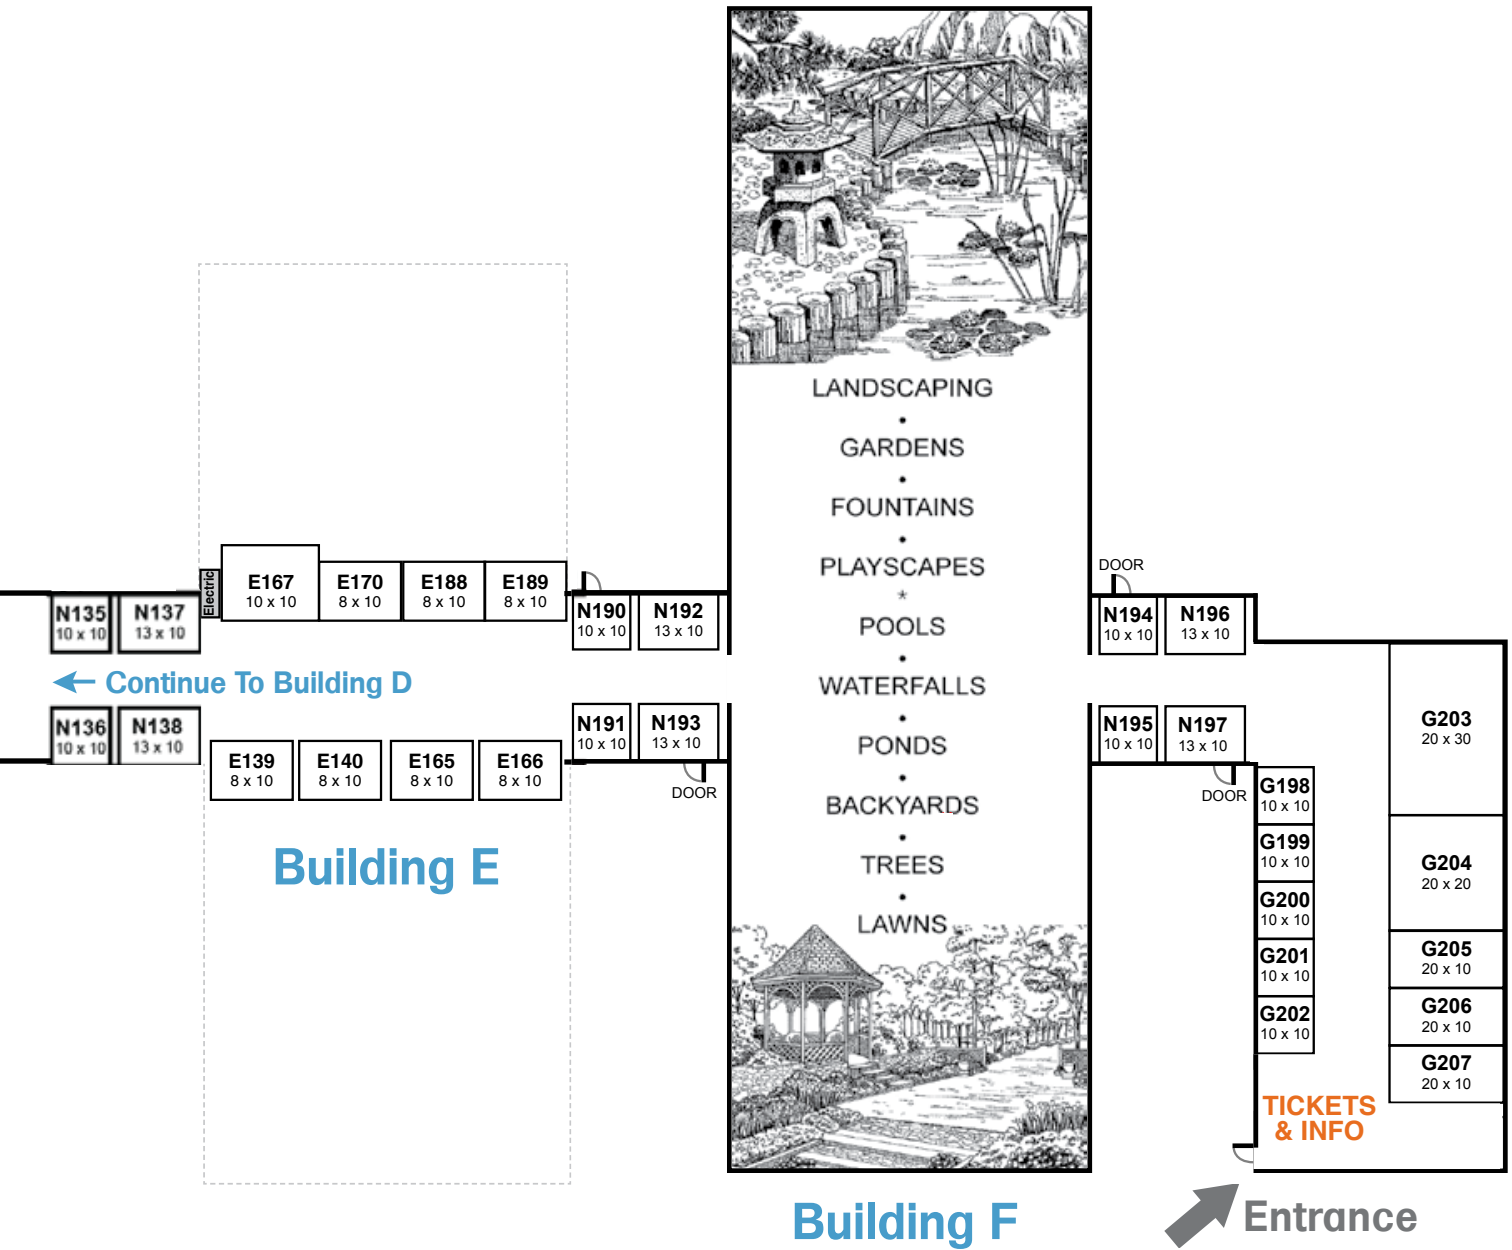 LANDSCAPING
•
GARDENS
•
FOUNTAINS
•
PLAYSCAPES
*
POOLS
•
WATERFALLS
•
PONDS
•
BACKYARDS
•
TREES
•
LAWNS
Building F
Electric
E167
10 x 10
E170
8 x 10
E188
8 x 10
E189
8 x 10
N135
10 x 10
N137
13 x 10
N190
10 x 10
N192
13 x 10
Continue To Building D
N136
10 x 10
N138
13 x 10
E139
8 x 10
E140
8 x 10
E165
8 x 10
E166
8 x 10
N191
10 x 10
N193
13 x 10
DOOR
Building E
DOOR
N194
10 x 10
N196
13 x 10
N195
10 x 10
N197
13 x 10
DOOR
G198
10 x 10
G199
10 x 10
G200
10 x 10
G201
10 x 10
G202
10 x 10
G203
20 x 30
G204
20 x 20
G205
20 x 10
G206
20 x 10
G207
20 x 10
TICKETS
& INFO
Entrance